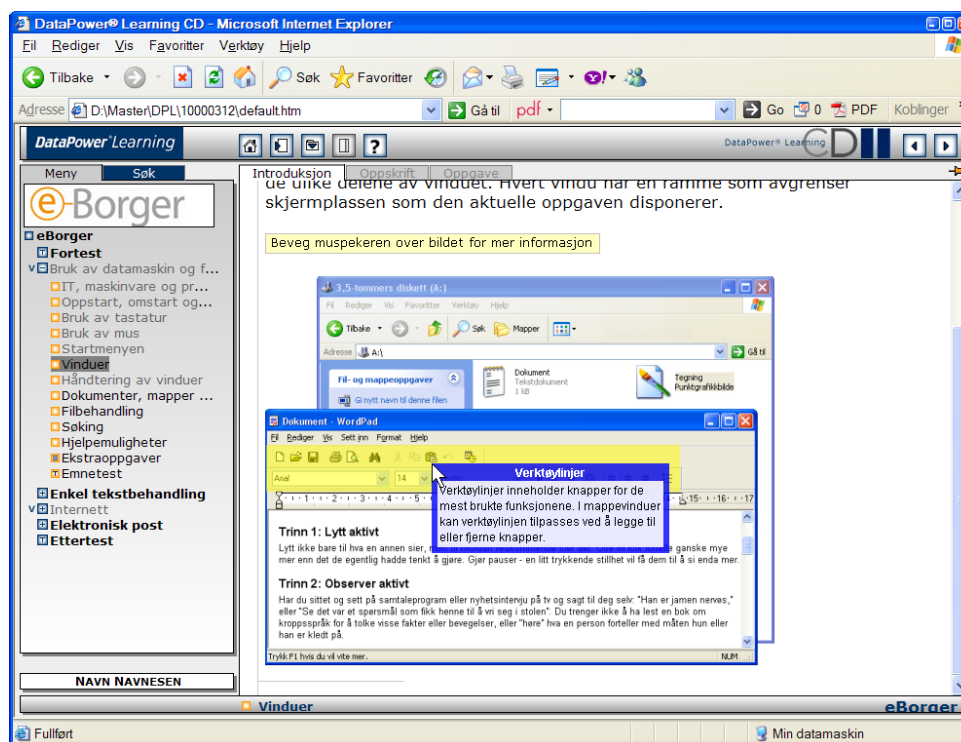 DataPower® Learning CD - Microsoft Internet Explorer
Fil Rediger Vis Favoritter Verktøy Hjelp
Tilbake Søk Favoritter
Adresse D:\Master\DPL\10000312\default.htm Gå til pdf Go 0 PDF Koblinger
DataPower® Learning DataPower® Learning CD
Meny Søk Introduksjon Oppskrift Oppgave
e-Borger
eBorger
Fortest
Bruk av datamaskin og f...
IT, maskinvare og pr...
Oppstart, omstart og...
Bruk av tastatur
Bruk av mus
Startmenyen
Vinduer
Håndtering av vinduer
Dokumenter, mapper ...
Filbehandling
Søking
Hjelpemuligheter
Ekstraoppgaver
Emnetest
Enkel tekstbehandling
Internett
Elektronisk post
Ettertest
NAVN NAVNESEN
de ulike delene av vinduet. Hvert vindu har en ramme som avgrenser
skjermplassen som den aktuelle oppgaven disponerer.
Beveg muspekeren over bildet for mer informasjon
3,5-tommers diskett (A:)
Fil Rediger Vis Favoritter Verktøy Hjelp
Tilbake Søk Mapper
Adresse A:\ Gå til
Fil- og mappeoppgaver
Gi nytt navn til denne filen
Dokument
Tekstdokument
1 kB
Tegning
Punktgrafikkbilde
Dokument - WordPad
Fil Rediger Vis Sett inn Format Hjelp
Arial 14
Verktøylinjer
Verktøylinjer inneholder knapper for de
mest brukte funksjonene. I mappevinduer
kan verktøylinjen tilpasses ved å legge til
eller fjerne knapper.
1 2 3 4 5 15 16 17
Trinn 1: Lytt aktivt
Lytt ikke bare til hva en annen sier, ganske mye
mer enn det de egentlig hadde tenkt å gjøre. Gjør pauser - en litt trykkende stillhet vil få dem til å si enda mer.
Trinn 2: Observer aktivt
Har du sittet og sett på samtaleprogram eller nyhetsintervju på tv og sagt til deg selv: "Han er jamen nervøs,"
eller "Se det var et spørsmål som fikk henne til å vri seg i stolen". Du trenger ikke å ha lest en bok om
kroppsspråk for å tolke visse fakter eller bevegelser, eller "høre" hva en person forteller med måten hun eller
han er kledt på.
Trykk F1 hvis du vil vite mer. NUM
Vinduer eBorger
Fullført Min datamaskin